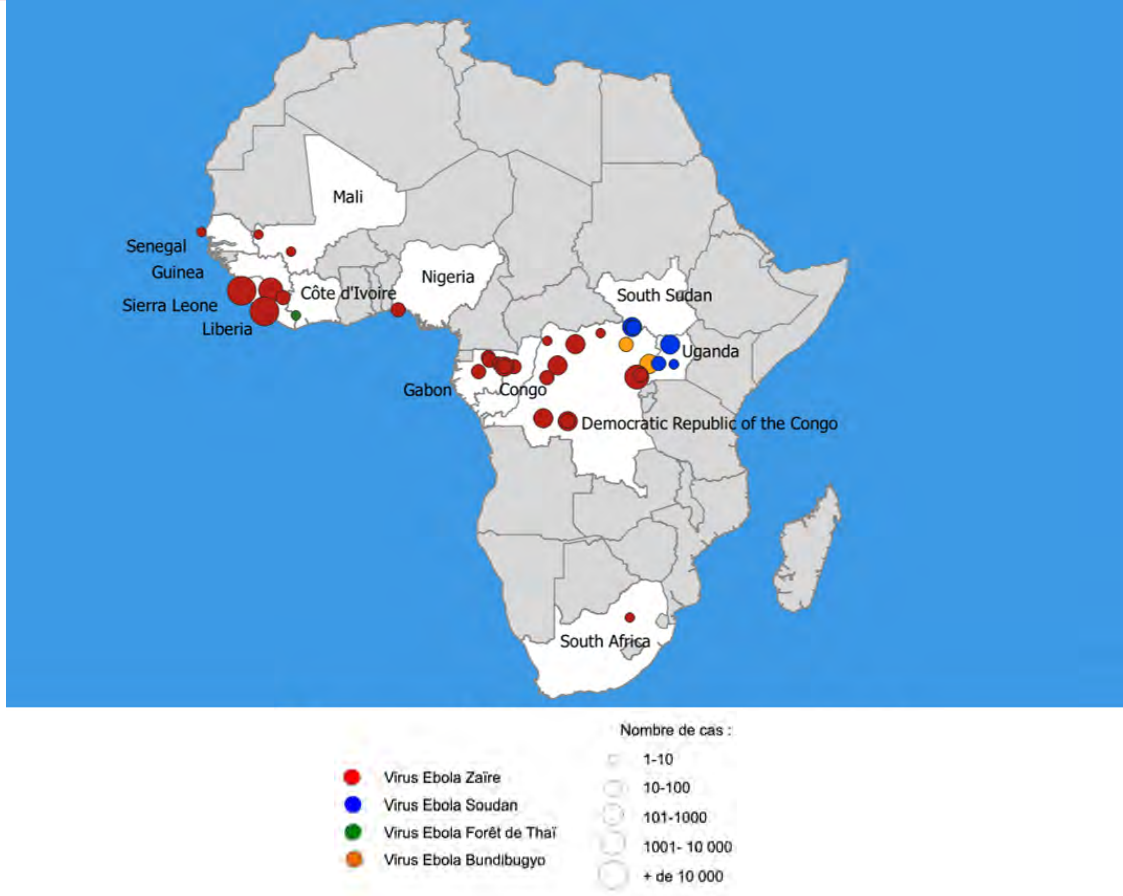 Mali
Senegal
Guinea
Nigeria
Côte d'Ivoire
South Sudan
Sierra Leone
Liberia
Uganda
Gabon
Congo
Democratic Republic of the Congo
South Africa
Nombre de cas :
1-10
Virus Ebola Zaïre
10-100
Virus Ebola Soudan
101-1000
Virus Ebola Forêt de Thaï
1001- 10 000
Virus Ebola Bundibugyo
+ de 10 000